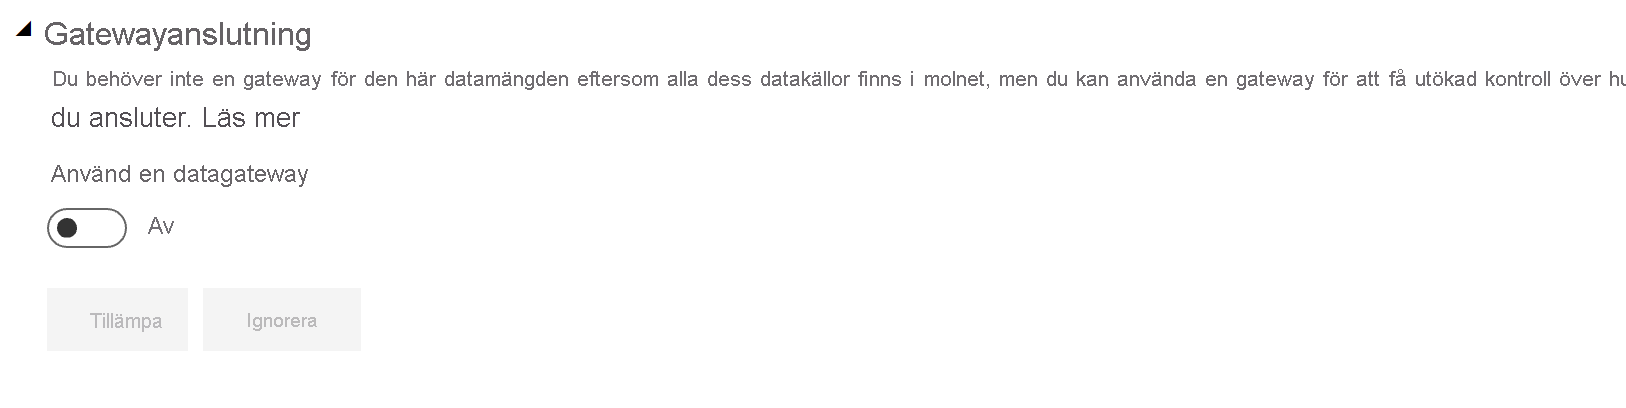 Gatewayanslutning
Du behöver inte en gateway för den här datamängden eftersom alla dess datakällor finns i molnet, men du kan använda en gateway för att få utökad kontroll över
du ansluter. Läs mer
Använd en datagateway
Av
Tillämpa
Ignorera